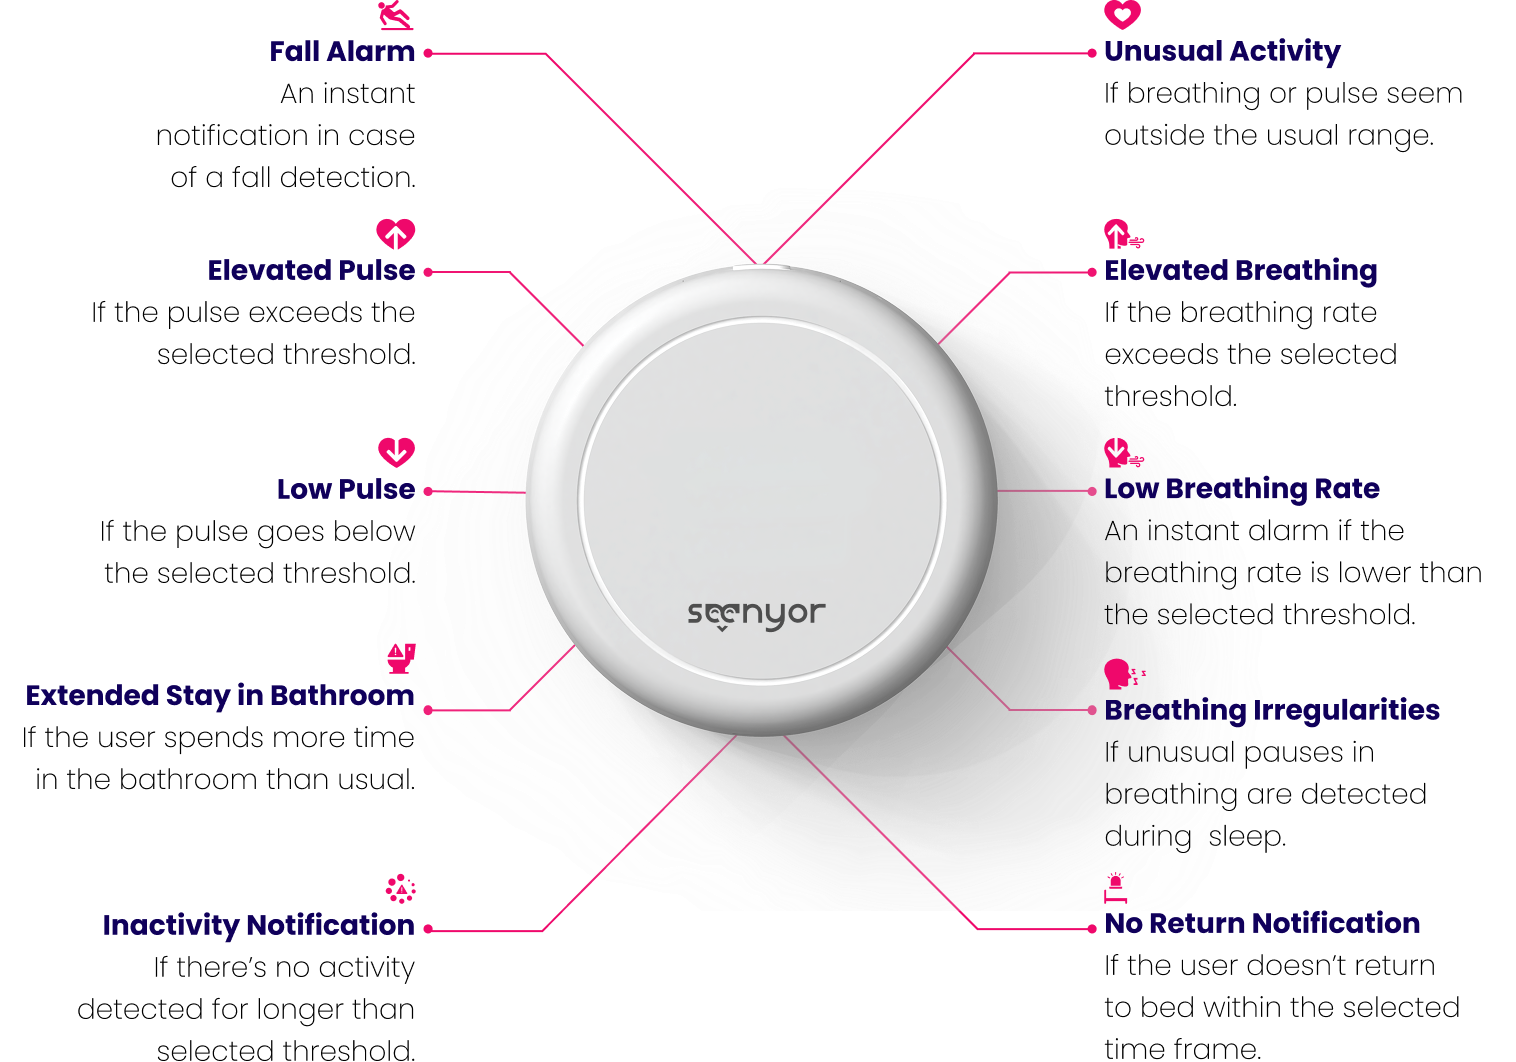 Fall Alarm
An instant
notification in case
of a fall detection.
Elevated Pulse
If the pulse exceeds the
selected threshold.
Low Pulse
If the pulse goes below
the selected threshold.
Extended Stay in Bathroom
If the user spends more time
in the bathroom than usual.
Inactivity Notification
If there’s no activity
detected for longer than
selected threshold.
seenyor
Unusual Activity
If breathing or pulse seem
outside the usual range.
Elevated Breathing
If the breathing rate
exceeds the selected
threshold.
Low Breathing Rate
An instant alarm if the
breathing rate is lower than
the selected threshold.
Breathing Irregularities
If unusual pauses in
breathing are detected
during  sleep.
No Return Notification
If the user doesn’t return
to bed within the selected
time frame.